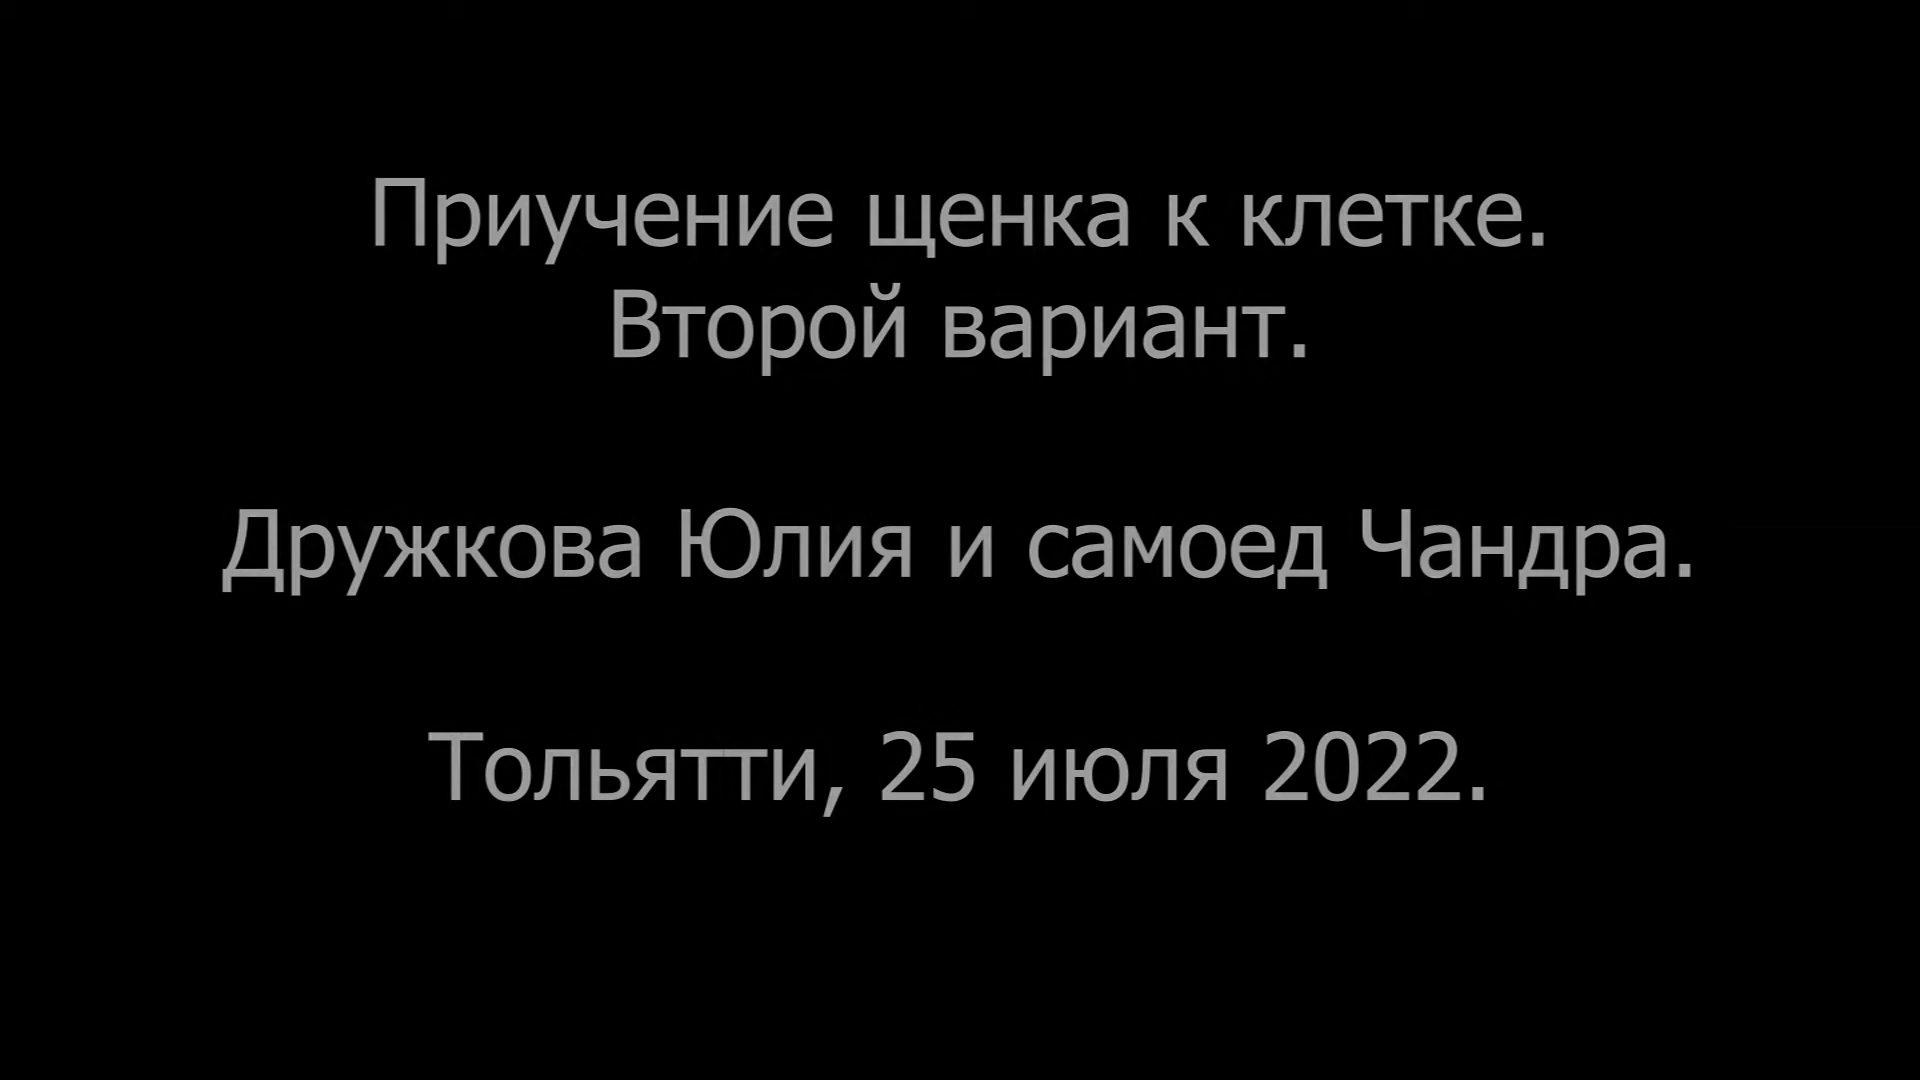 Приучение щенка к клетке.
Второй вариант.
Дружкова Юлия и самоед Чандра.
Тольятти, 25 июля 2022.